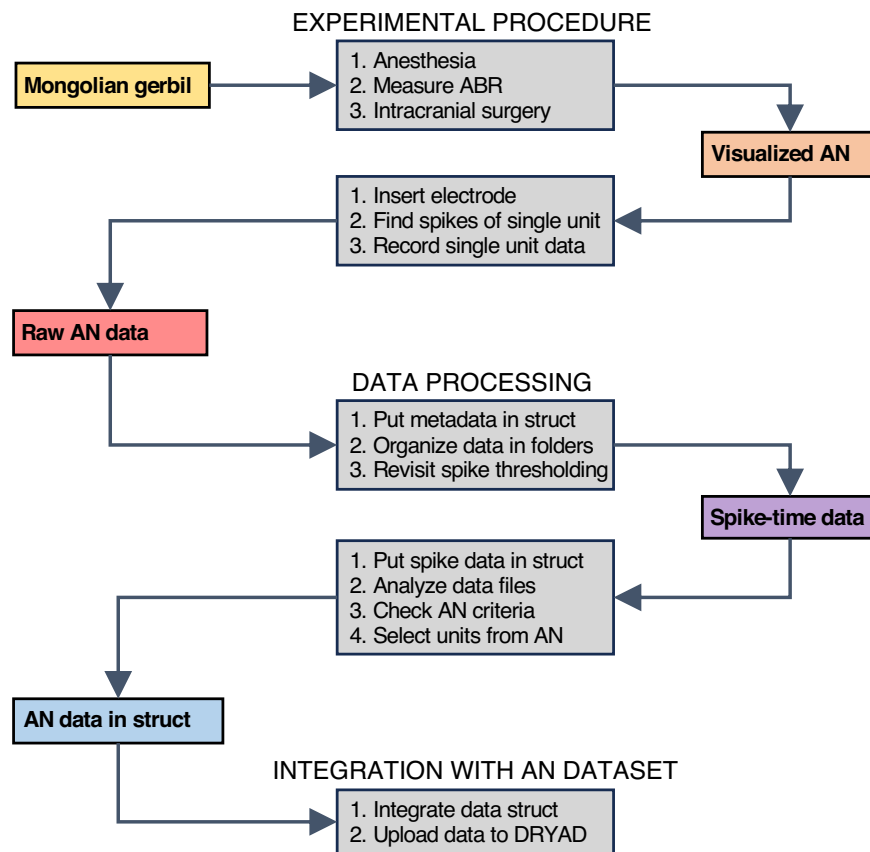 EXPERIMENTAL PROCEDURE
Mongolian gerbil
1. Anesthesia
2. Measure ABR
3. Intracranial surgery
Visualized AN
1. Insert electrode
2. Find spikes of single unit
3. Record single unit data
Raw AN data
DATA PROCESSING
1. Put metadata in struct
2. Organize data in folders
3. Revisit spike thresholding
Spike-time data
1. Put spike data in struct
2. Analyze data files
3. Check AN criteria
4. Select units from AN
AN data in struct
INTEGRATION WITH AN DATASET
1. Integrate data struct
2. Upload data to DRYAD